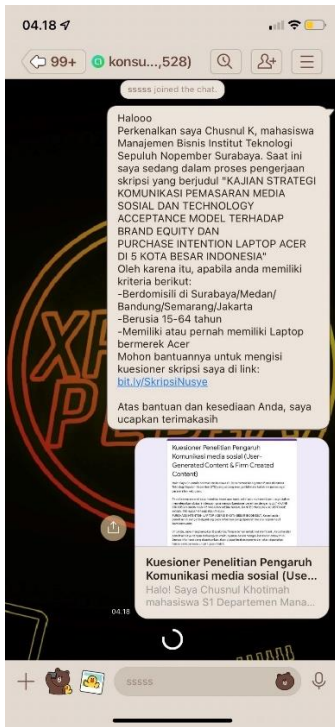 04.18
99+ konsu...,528)
sssss joined the chat.
Halooo
Perkenalkan saya Chusnul K, mahasiswa
Manajemen Bisnis Institut Teknologi
Sepuluh Nopember Surabaya. Saat ini
saya sedang dalam proses pengerjaan
skripsi yang berjudul "KAJIAN STRATEGI
KOMUNIKASI PEMASARAN MEDIA
SOSIAL DAN TECHNOLOGY
ACCEPTANCE MODEL TERHADAP
BRAND EQUITY DAN
PURCHASE INTENTION LAPTOP ACER
DI 5 KOTA BESAR INDONESIA"
Oleh karena itu, apabila anda memiliki
kriteria berikut:
-Berdomisili di Surabaya/Medan/
Bandung/Semarang/Jakarta
-Berusia 15-64 tahun
-Memiliki atau pernah memiliki Laptop
bermerek Acer
Mohon bantuannya untuk mengisi
kuesioner skripsi saya di link:
bit.ly/SkripsiNusye
Atas bantuan dan kesediaan Anda, saya
ucapkan terimakasih
Kuesioner Penelitian Pengaruh
Komunikasi media sosial (User-
Generated Content & Firm Created
Content)
Kuesioner Penelitian Pengaruh
Komunikasi media sosial (Use...
Halo! Saya Chusnul Khotimah
mahasiswa S1 Departemen Mana...
04.18
sssss